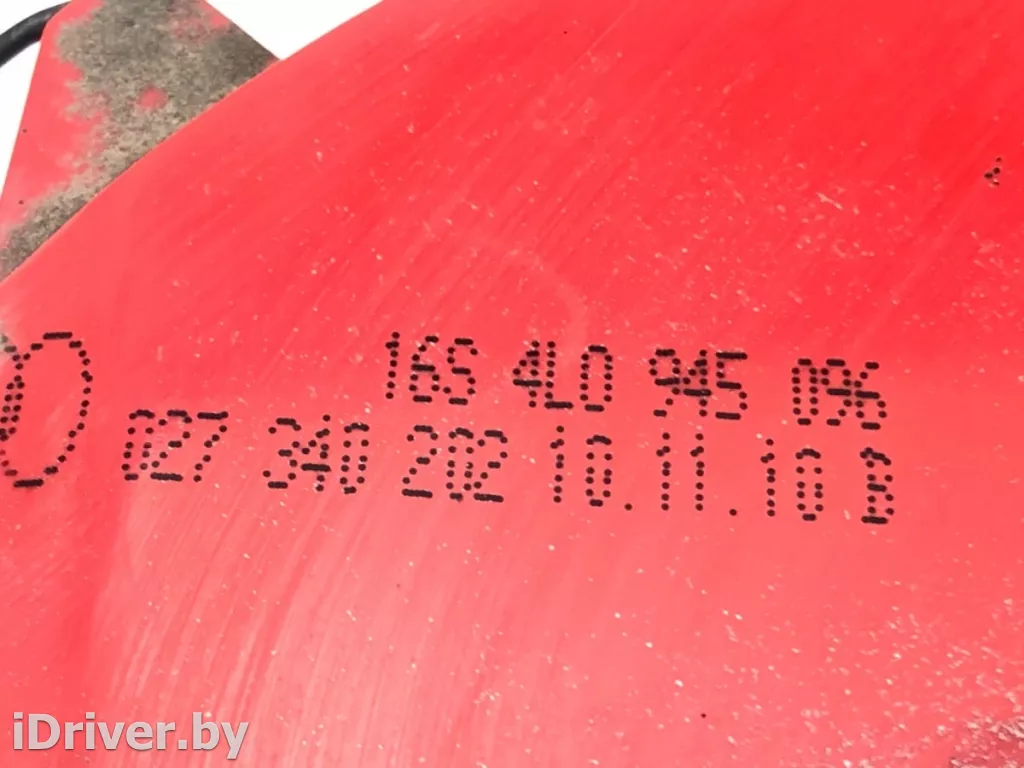 16S 4L0 945 096
027 340 202 10.11.10 B
iDriver.by